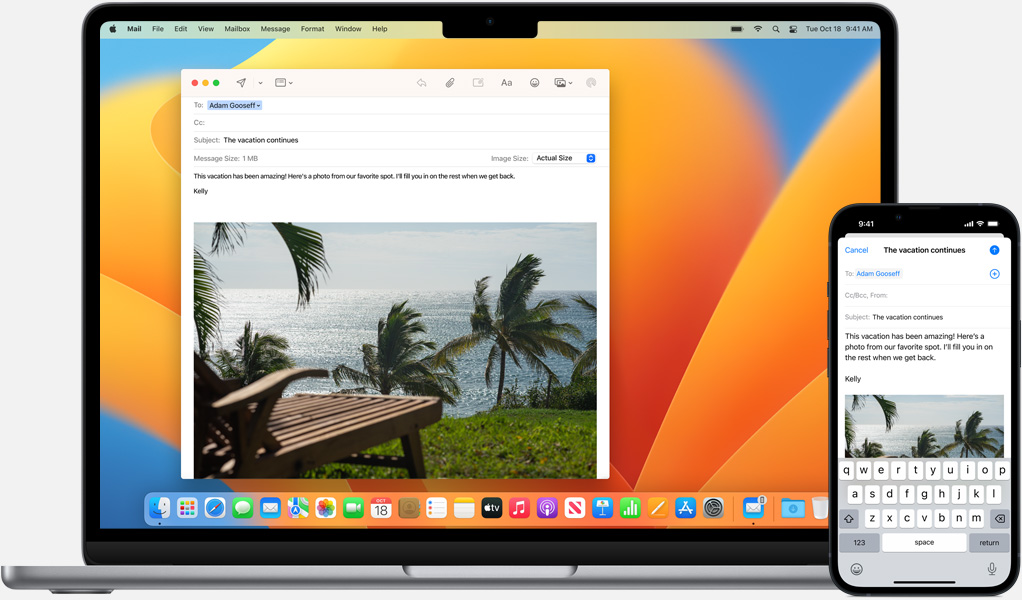 Mail File Edit View Mailbox Message Format Window Help Tue Oct 18 9:41 AM
Aa
To: Adam Gooseff
Cc:
Subject: The vacation continues
Message Size: 1 MB Image Size: Actual Size
This vacation has been amazing! Here's a photo from our favorite spot. I'll fill you in on the rest when we get back.
Kelly
OCT
18
tv
9:41
Cancel The vacation continues
To: Adam Gooseff
Cc/Bcc, From:
Subject: The vacation continues
This vacation has been amazing! Here's a
photo from our favorite spot. I'll fill you in on
the rest when we get back.
Kelly
q w e r t y u i o p
a s d f g h j k l
z x c v b n m
123 space return